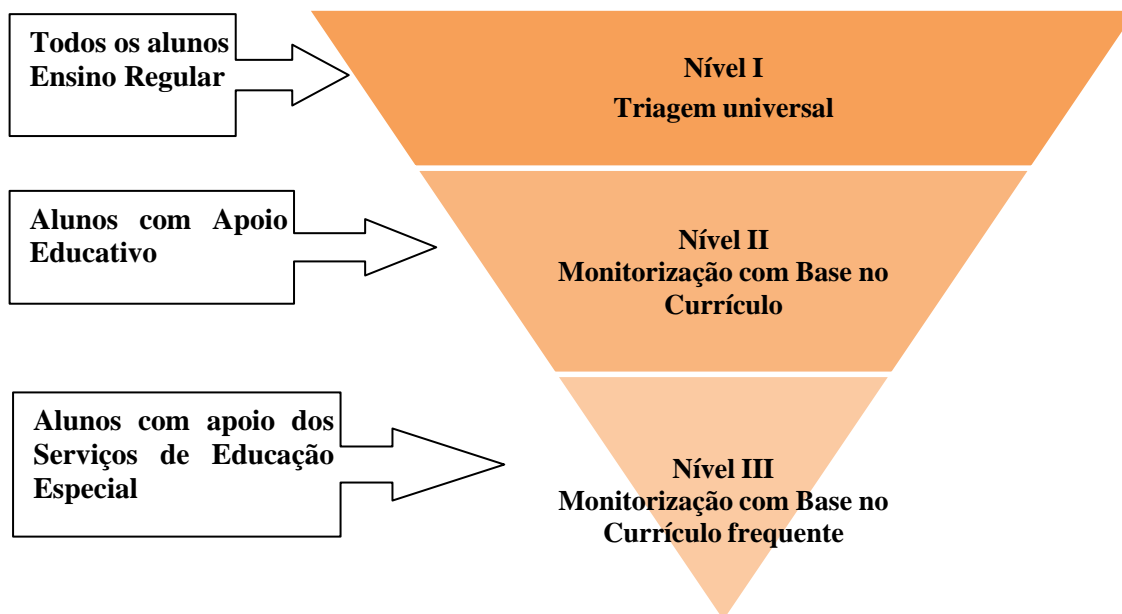 Todos os alunos
Ensino Regular
Nível I
Triagem universal
Alunos com Apoio
Educativo
Nível II
Monitorização com Base no
Currículo
Alunos com apoio dos
Serviços de Educação
Especial
Nível III
Monitorização com Base no
Currículo frequente